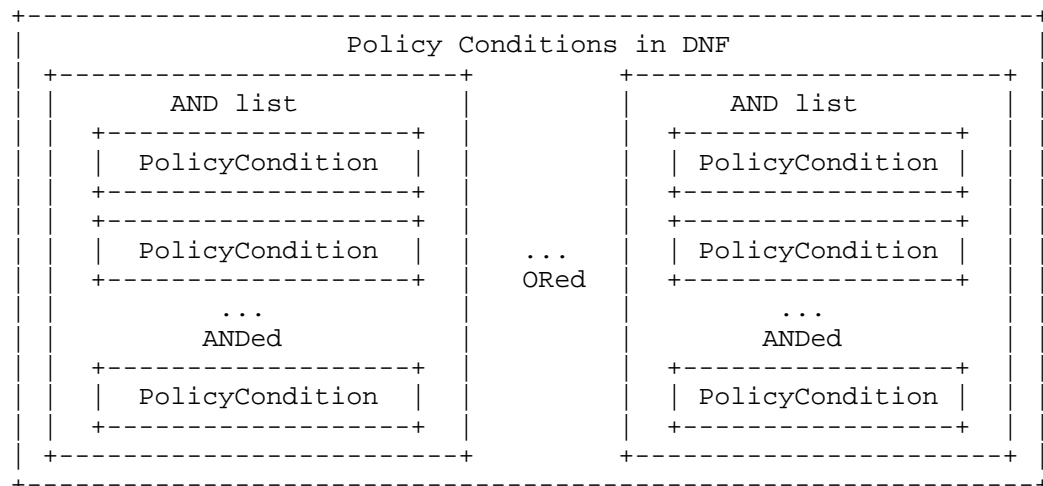 Policy Conditions in DNF
AND list AND list
PolicyCondition PolicyCondition
PolicyCondition PolicyCondition
... 
ORed
... ...
ANDed ANDed
PolicyCondition PolicyCondition